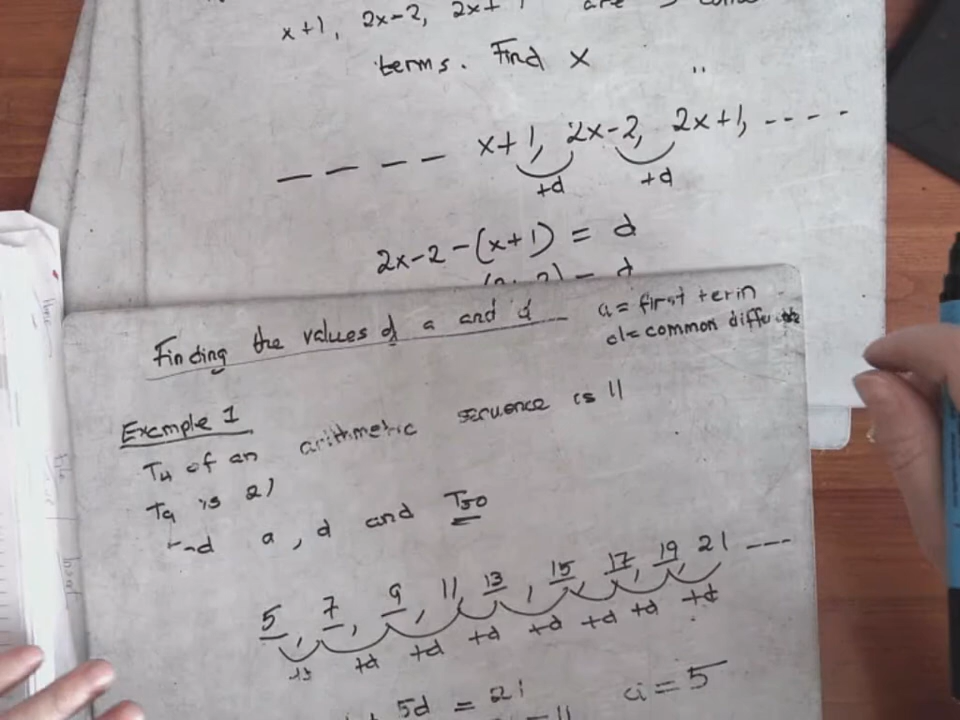 x+1, 2x-2, 2x+1 are 3
terms. Find x
---- x+1, 2x-2, 2x+1, ----
+d +d
2x-2-(x+1) = d
= d
Finding the values of a and d
a = first term
d = common difference
Example 1
T4 of an arithmetic sequence is 11
T9 is 21
a, d and T50
5, 7, 9, 11, 13, 15, 17, 19 21 ---
+d +d +d +d +d +d +d
5d = 21
a = 5